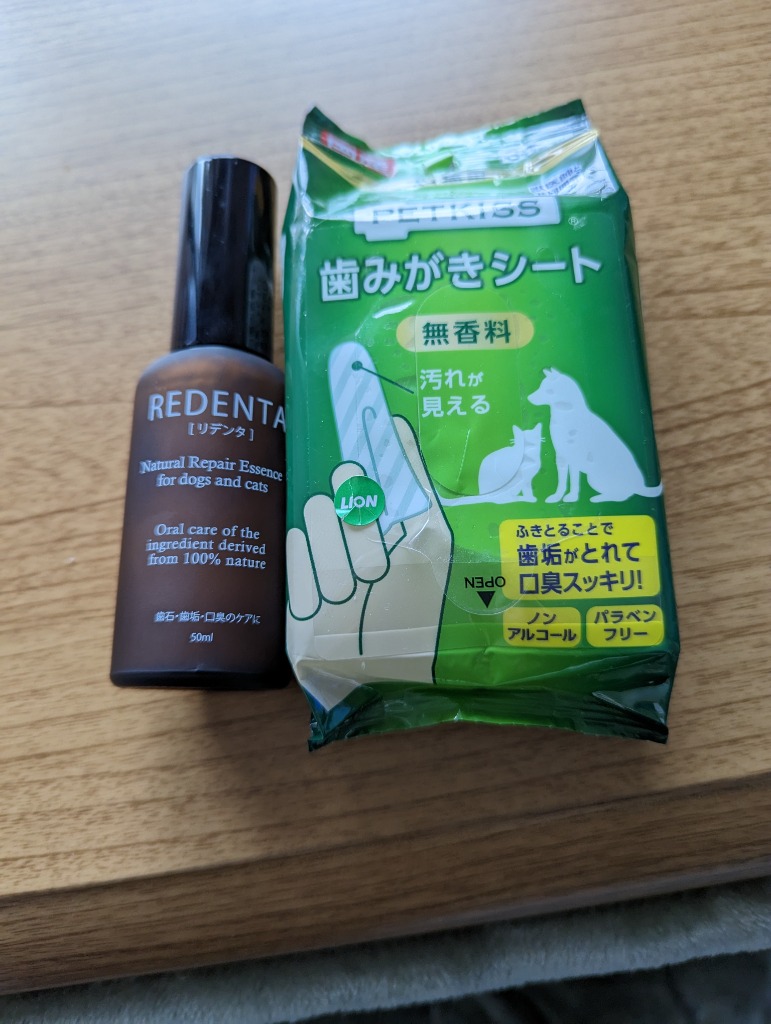 REDENTA
[リデンタ]
Natural Repair Essence
for dogs and cats
Oral care of the
ingredient derived
from 100% nature
歯石・歯垢・口臭のケアに
50ml
PETKISS
®
歯みがきシート
無香料
汚れが
見える
LION
OPEN
ふきとることで
歯垢がとれて
口臭スッキリ!
ノン
アルコール
パラベン
フリー